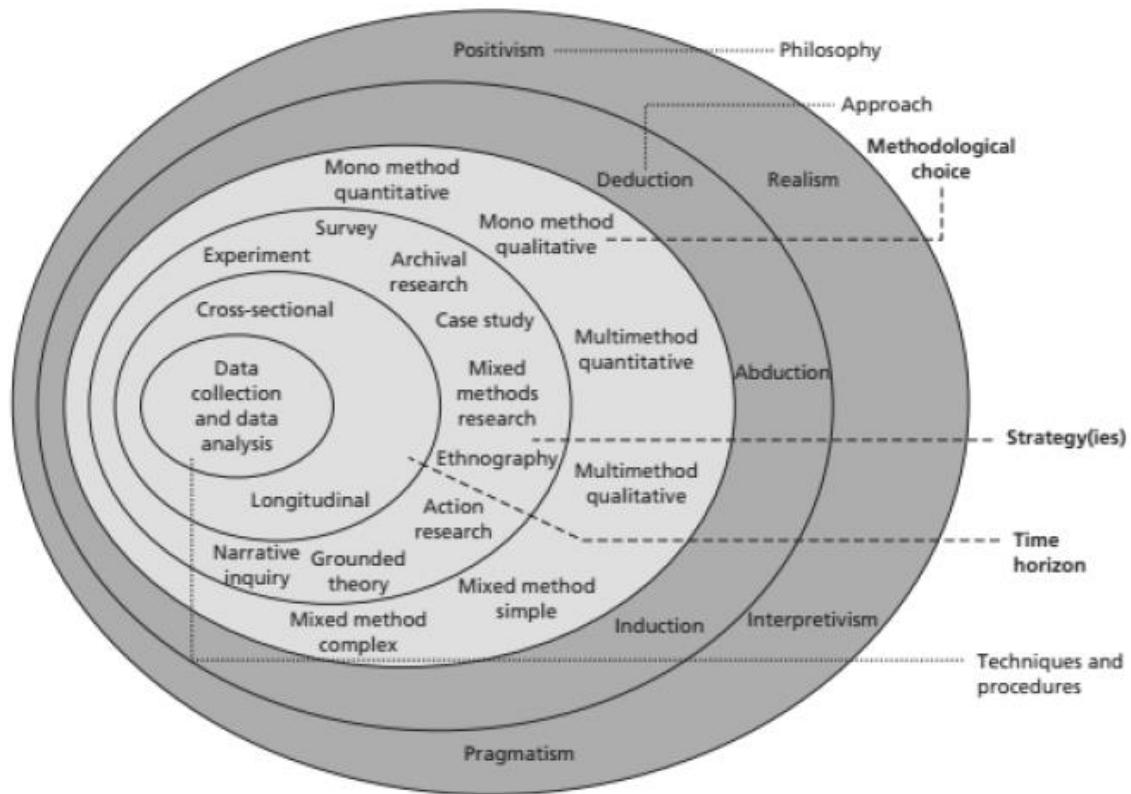 Positivism
Philosophy
Approach
Methodological
choice
Mono method
quantitative
Deduction
Realism
Survey
Mono method
qualitative
Experiment
Archival
research
Cross-sectional
Case study
Multimethod
quantitative
Data
collection
and data
analysis
Mixed
methods
research
Abduction
Strategy(ies)
Ethnography
Multimethod
qualitative
Longitudinal
Action
research
Time
horizon
Narrative
inquiry
Grounded
theory
Mixed method
simple
Mixed method
complex
Induction
Interpretivism
Techniques and
procedures
Pragmatism